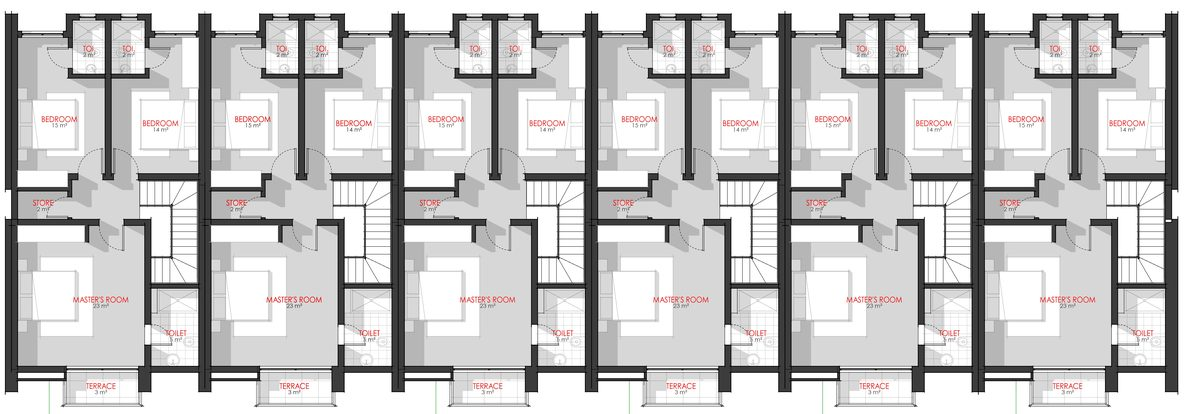 TOI.
2 m²
TOI.
2 m²
BEDROOM
15 m²
BEDROOM
14 m²
STORE
2 m²
MASTER'S ROOM
23 m²
TOILET
5 m²
TERRACE
3 m²
TOI.
2 m²
TOI.
2 m²
BEDROOM
15 m²
BEDROOM
14 m²
STORE
2 m²
MASTER'S ROOM
23 m²
TOILET
5 m²
TERRACE
3 m²
TOI.
2 m²
TOI.
2 m²
BEDROOM
15 m²
BEDROOM
14 m²
STORE
2 m²
MASTER'S ROOM
23 m²
TOILET
5 m²
TERRACE
3 m²
TOI.
2 m²
TOI.
2 m²
BEDROOM
15 m²
BEDROOM
14 m²
STORE
2 m²
MASTER'S ROOM
23 m²
TOILET
5 m²
TERRACE
3 m²
TOI.
2 m²
TOI.
2 m²
BEDROOM
15 m²
BEDROOM
14 m²
STORE
2 m²
MASTER'S ROOM
23 m²
TOILET
5 m²
TERRACE
3 m²
TOI.
2 m²
TOI.
2 m²
BEDROOM
15 m²
BEDROOM
14 m²
STORE
2 m²
MASTER'S ROOM
23 m²
TOILET
5 m²
TERRACE
3 m²